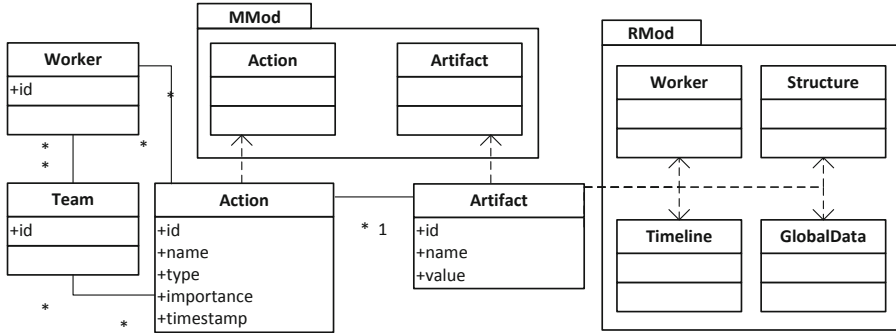 MMod
Action
Artifact
RMod
Worker
Structure
Timeline
GlobalData
Worker
+id
*
*
*
*
Team
+id
*
*
Action
+id
+name
+type
+importance
+timestamp
* 1
Artifact
+id
+name
+value